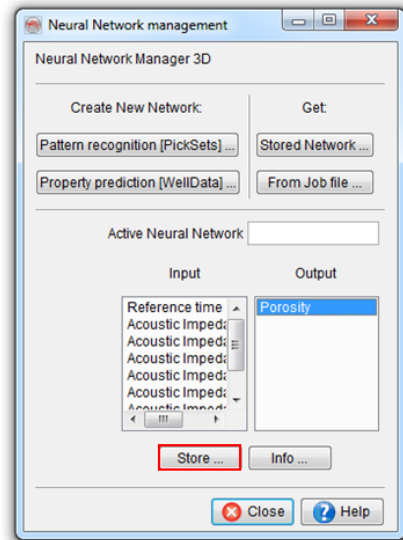 Neural Network management
Neural Network Manager 3D
Create New Network:
Get:
Pattern recognition [PickSets] ...
Stored Network ...
Property prediction [WellData] ...
From Job file ...
Active Neural Network
Input
Output
Reference time
Porosity
Acoustic Impeda
Acoustic Impeda
Acoustic Impeda
Acoustic Impeda
Acoustic Impeda
Acoustic Impeda
Store ...
Info ...
Close
Help